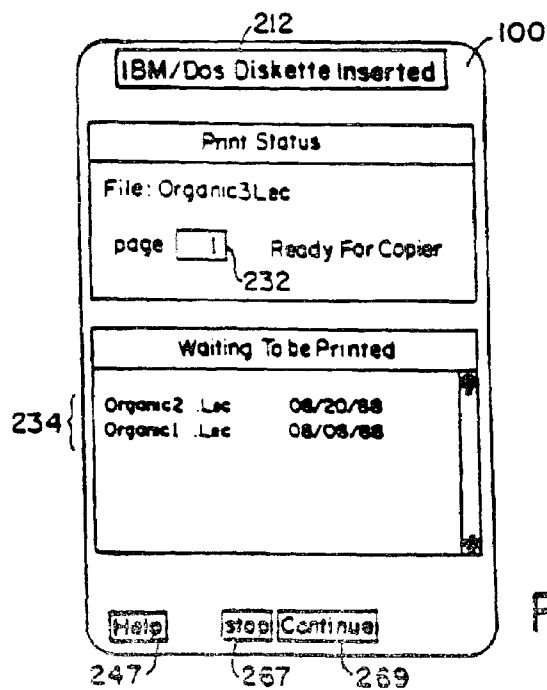 212
100
IBM/Dos Diskette Inserted
Print Status
File: Organic3Lec
page 1 Ready For Copier
232
Waiting To be Printed
234
Organic2 .Lec 08/20/88
Organic1 .Lec 08/08/88
Help stop Continue
247 267 269
F